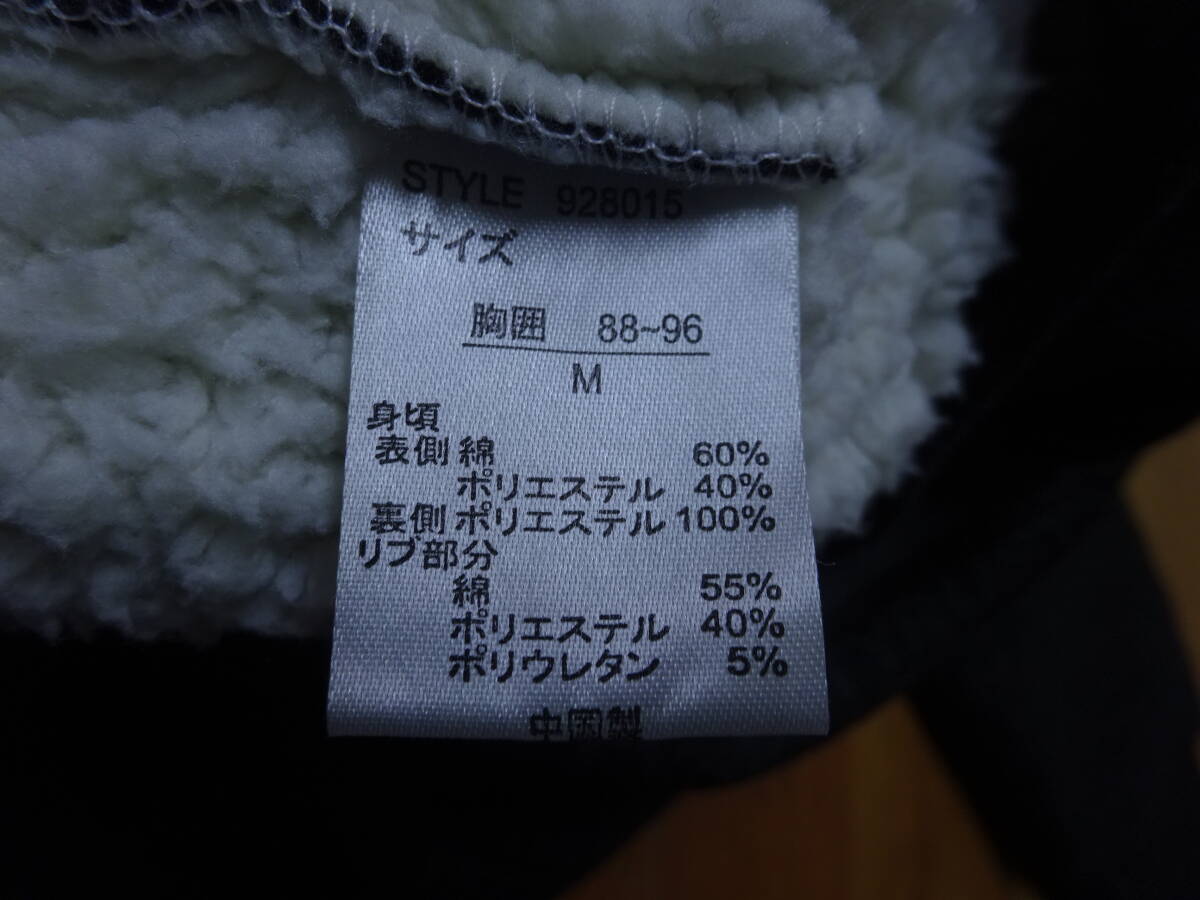 STYLE 928015
サイズ
胸囲 88~96
M
身頃
表側 綿 60%
ポリエステル 40%
裏側 ポリエステル 100%
リブ部分
綿 55%
ポリエステル 40%
ポリウレタン 5%
中国製